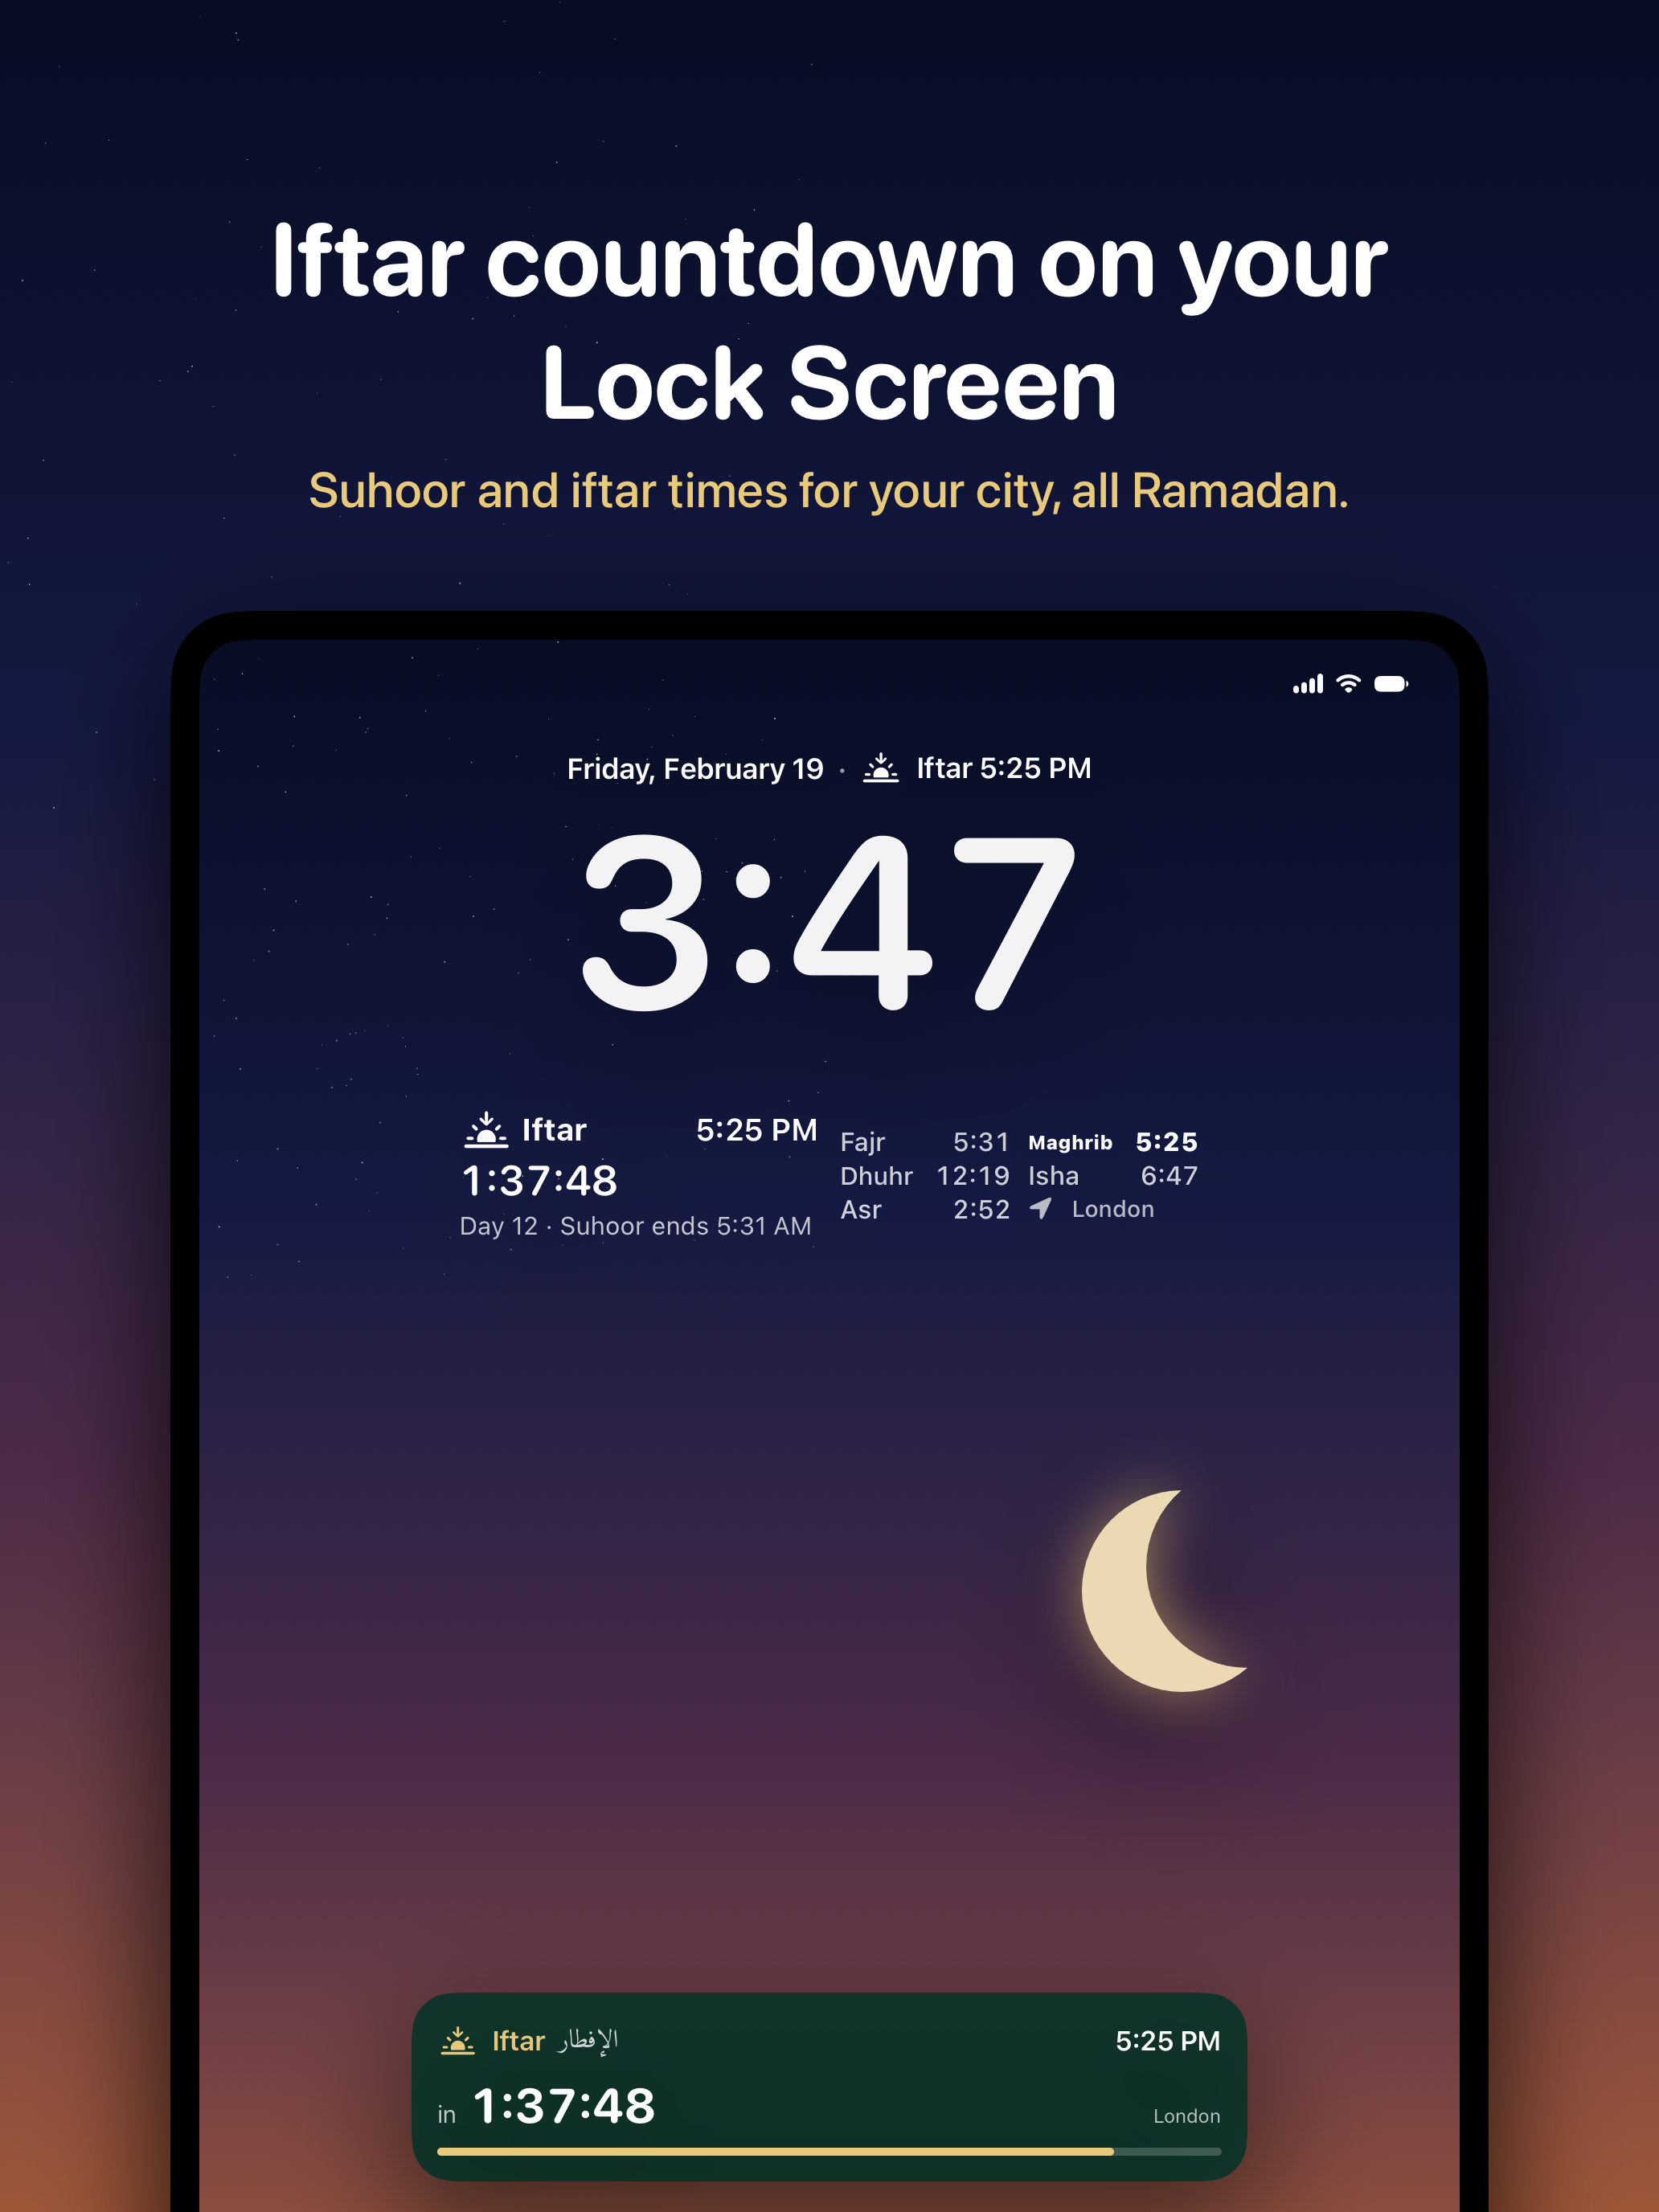 Iftar countdown on your
Lock Screen
Suhoor and iftar times for your city, all Ramadan.
Friday, February 19 · Iftar 5:25 PM
3:47
Iftar 5:25 PM
1:37:48
Day 12 · Suhoor ends 5:31 AM
Fajr 5:31 Maghrib 5:25
Dhuhr 12:19 Isha 6:47
Asr 2:52 London
Iftar الإفطار 5:25 PM
in 1:37:48 London